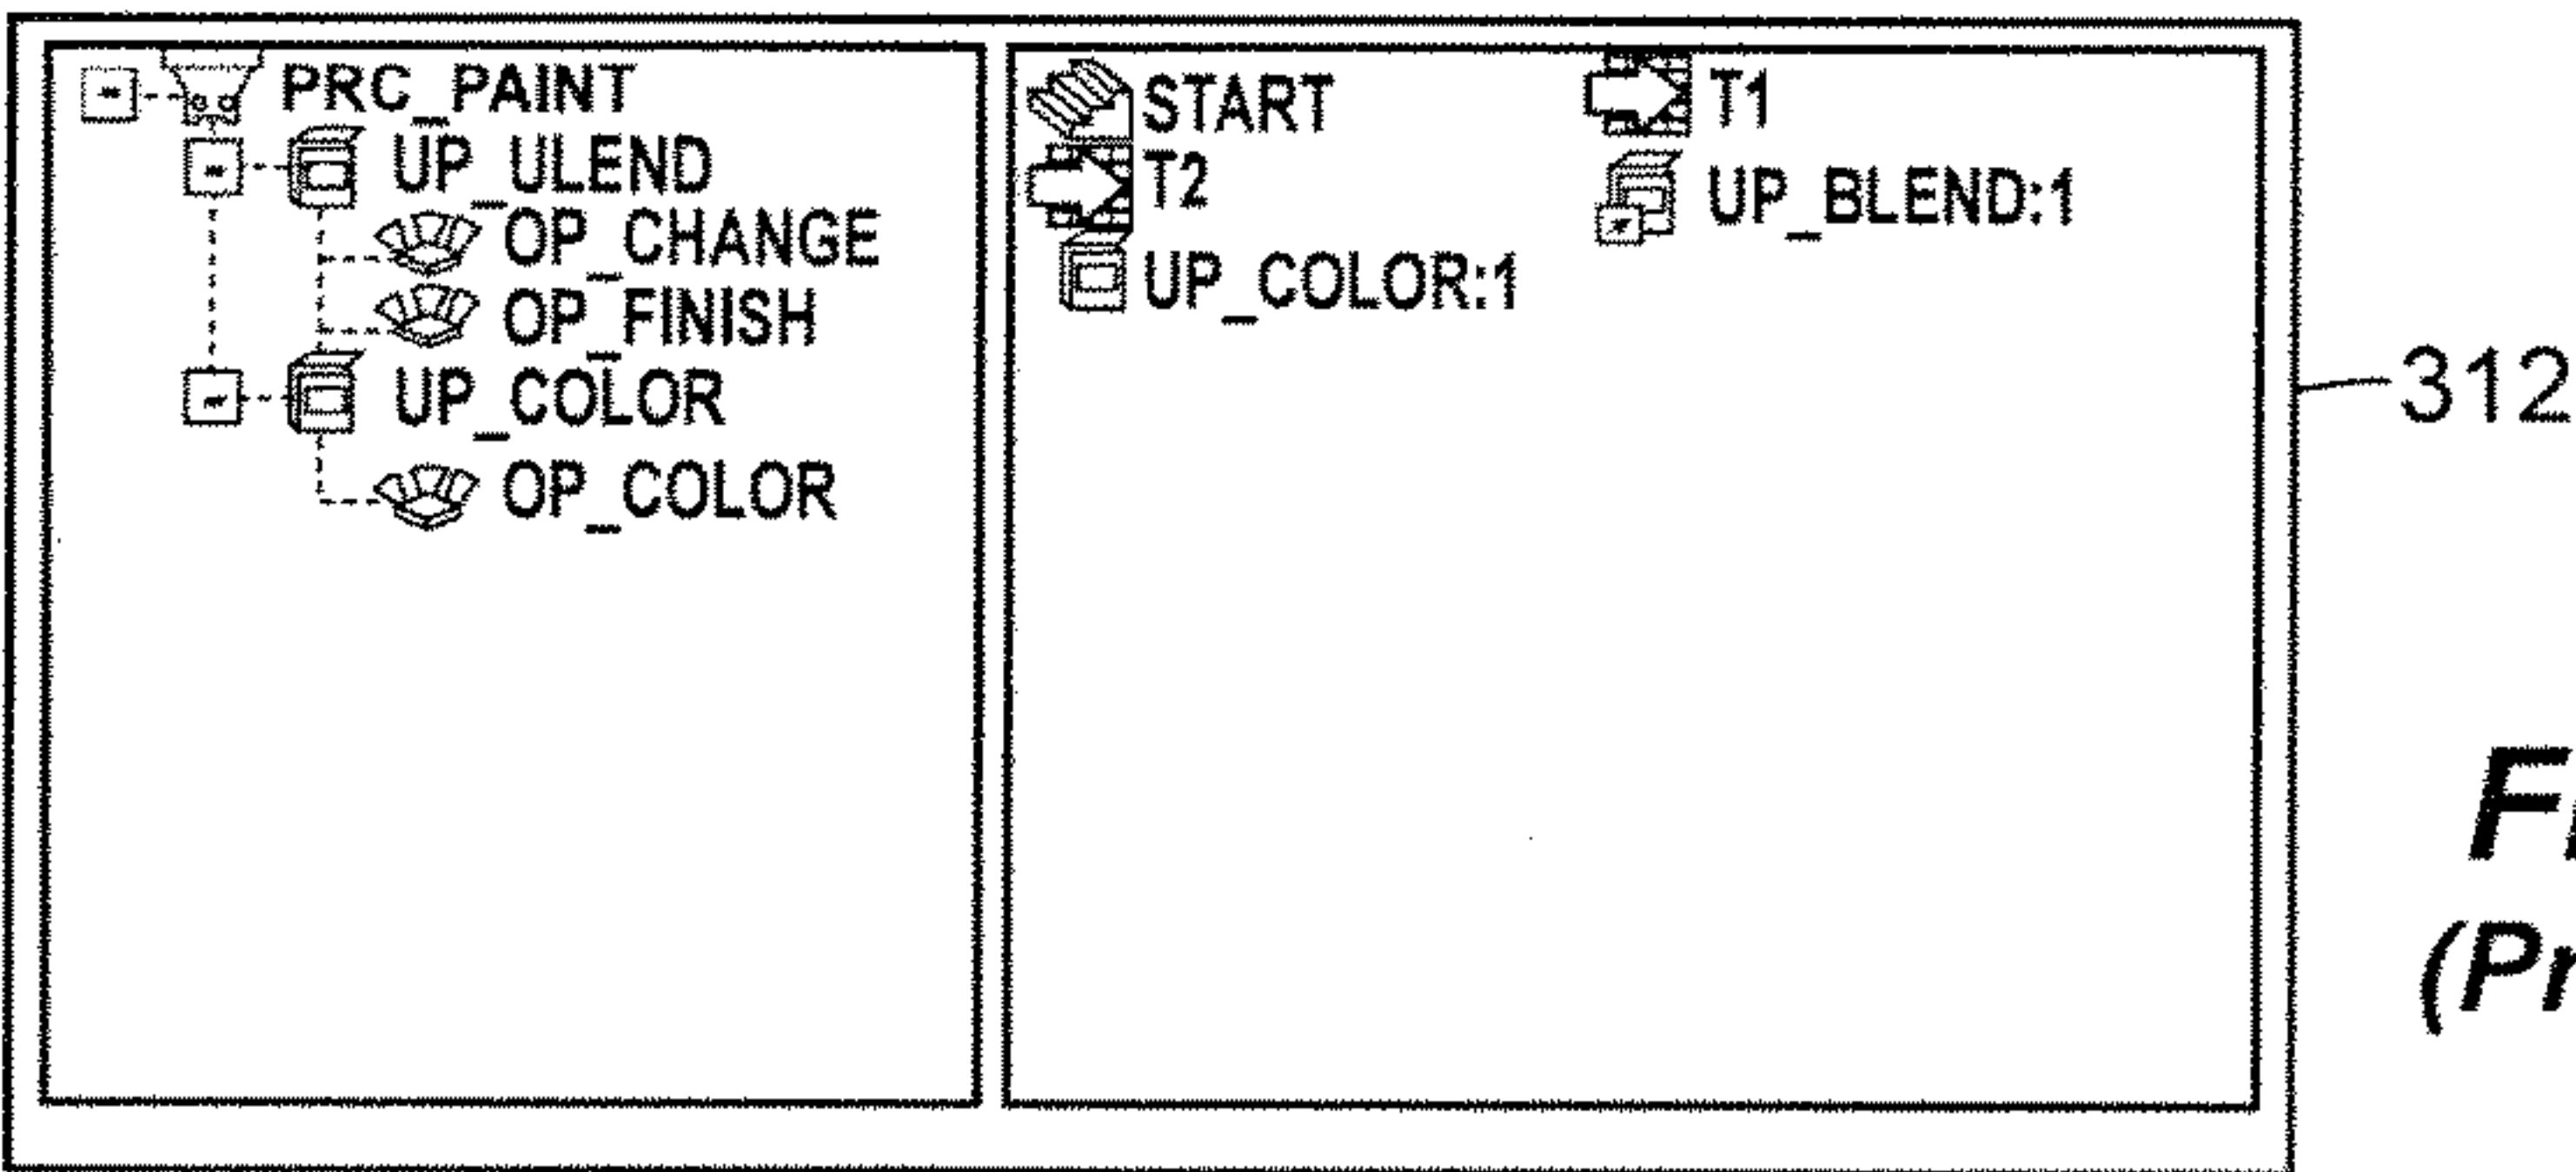 PRC_PAINT
UP_ULEND
OP_CHANGE
OP_FINISH
UP_COLOR
OP_COLOR
START
T1
T2
UP_BLEND:1
UP_COLOR:1
312